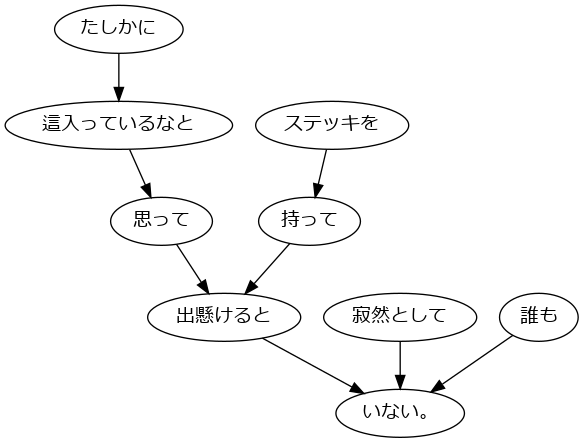 たしかに
這入っているなと
ステッキを
思って
持って
出懸けると
寂然として
誰も
いない。